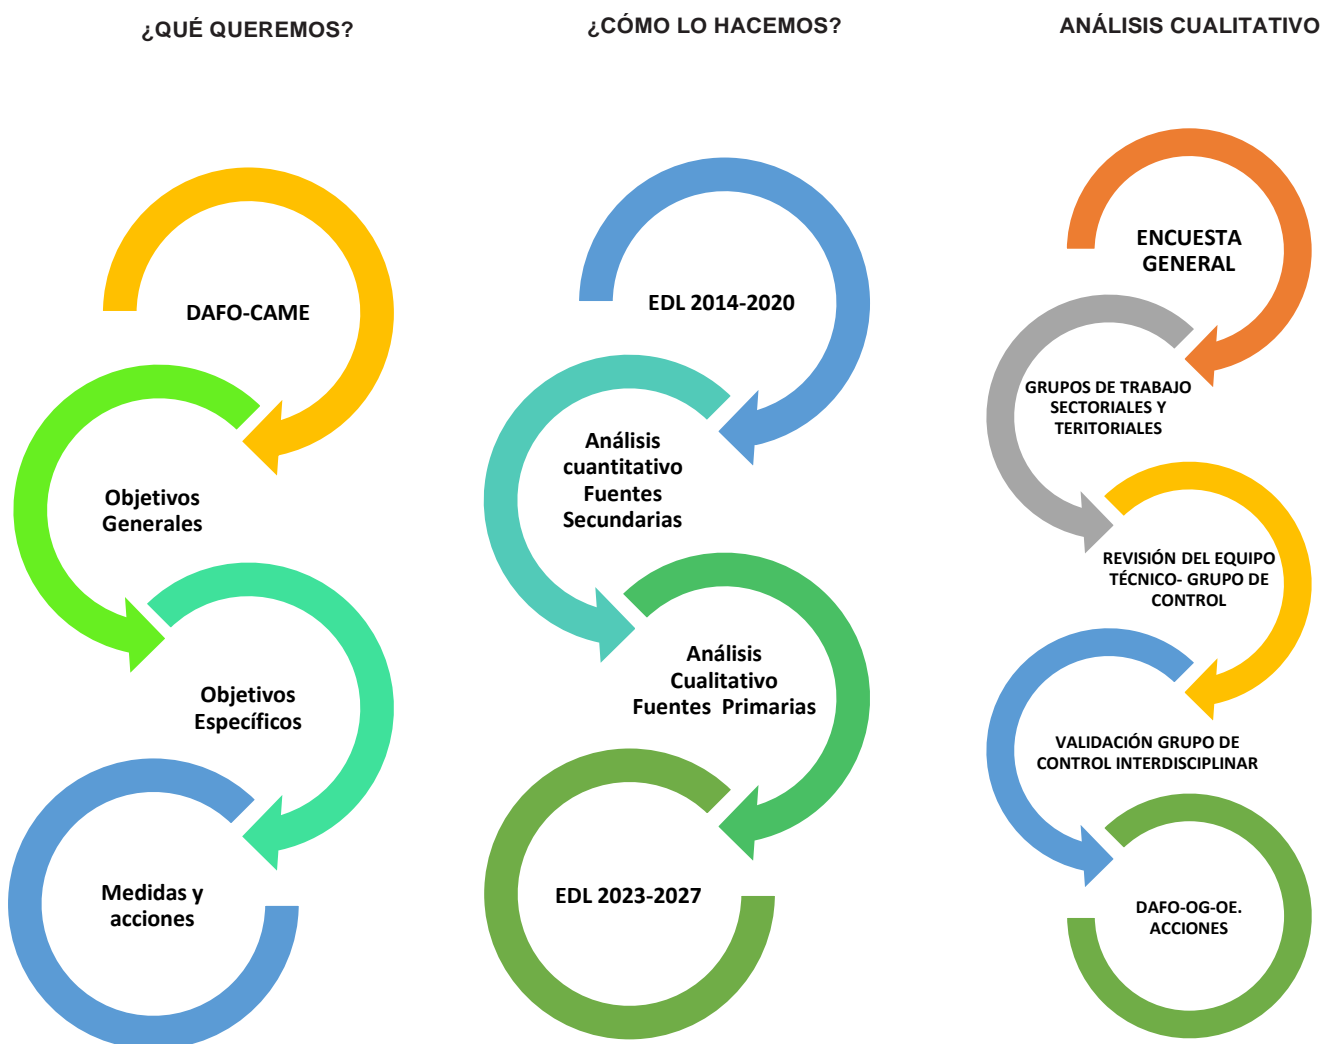 ¿QUÉ QUEREMOS?
DAFO-CAME
Objetivos
Generales
Objetivos
Específicos
Medidas y
acciones
¿CÓMO LO HACEMOS?
EDL 2014-2020
Análisis
cuantitativo
Fuentes
Secundarias
Análisis
Cualitativo
Fuentes Primarias
EDL 2023-2027
ANÁLISIS CUALITATIVO
ENCUESTA
GENERAL
GRUPOS DE TRABAJO
SECTORIALES Y
TERITORIALES
REVISIÓN DEL EQUIPO
TÉCNICO- GRUPO DE
CONTROL
VALIDACIÓN GRUPO DE
CONTROL INTERDISCIPLINAR
DAFO-OG-OE.
ACCIONES